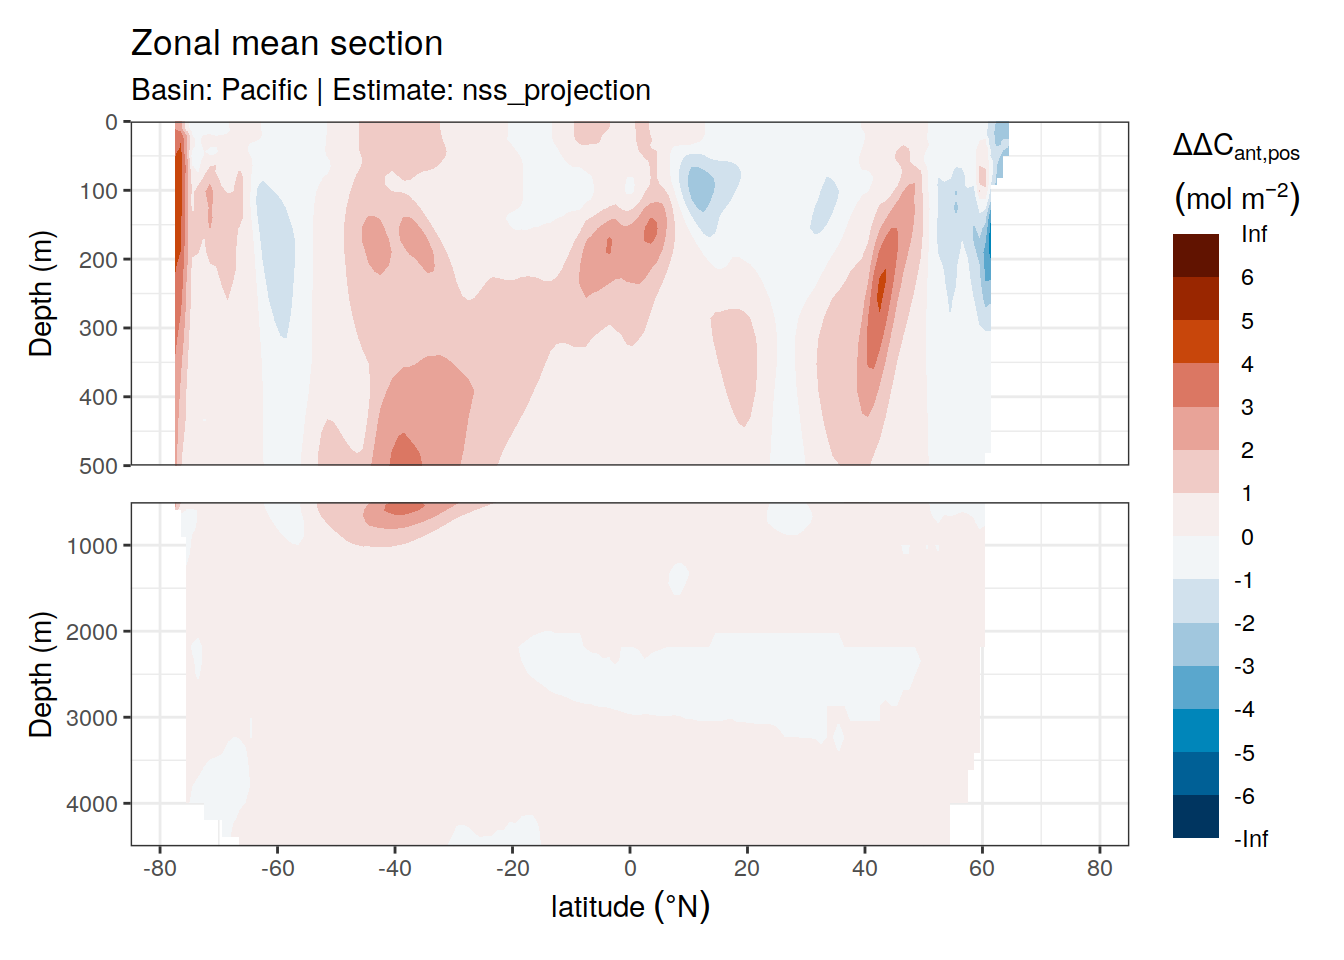 Zonal mean section
Basin: Pacific | Estimate: nss_projection
ΔΔC_ant,pos
(mol m⁻²)
Depth (m)
0
100
200
300
400
500
Depth (m)
1000
2000
3000
4000
-80 -60 -40 -20 0 20 40 60 80
latitude (°N)
Inf
6
5
4
3
2
1
0
-1
-2
-3
-4
-5
-6
-Inf